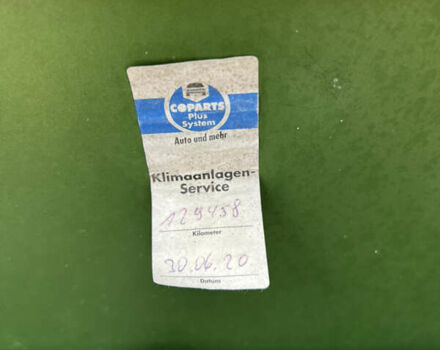 COPARTS
Plus
System
Auto und mehr
Klimaanlagen-
Service
129458
Kilometer
30.06.20
Datum